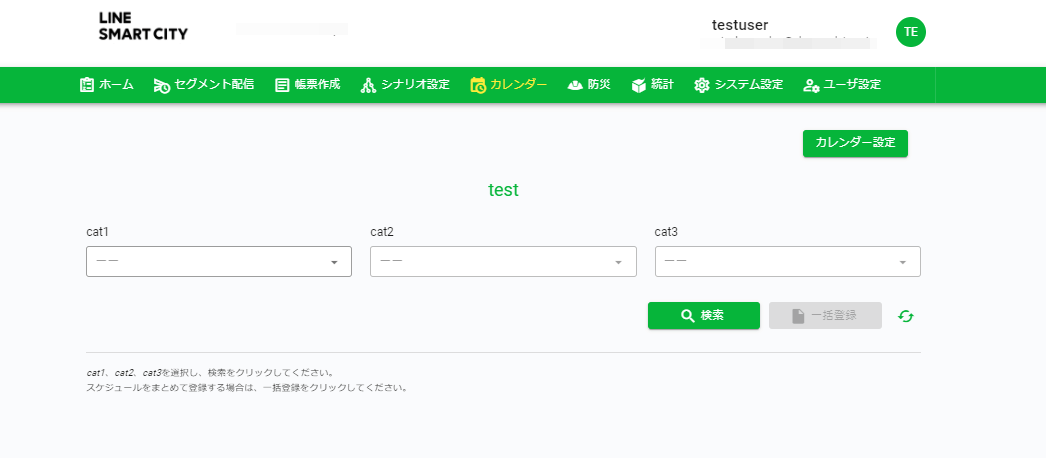 LINE
SMART CITY
testuser
TE
ホーム セグメント配信 帳票作成 シナリオ設定 カレンダー 防災 統計 システム設定 ユーザ設定
カレンダー設定
test
cat1 cat2 cat3
ーー ーー ーー
検索 一括登録
cat1、cat2、cat3を選択し、検索をクリックしてください。
スケジュールをまとめて登録する場合は、一括登録をクリックしてください。